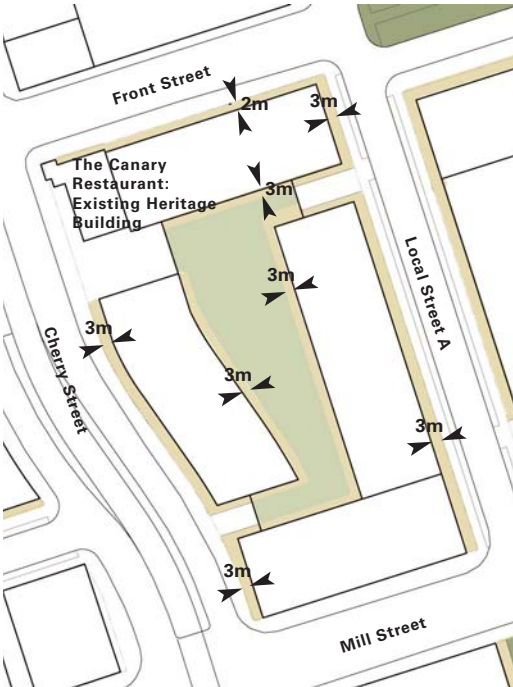 Front Street
2m
3m
The Canary
Restaurant:
Existing Heritage
Building
3m
Local Street A
3m
3m
Cherry Street
3m
3m
3m
Mill Street